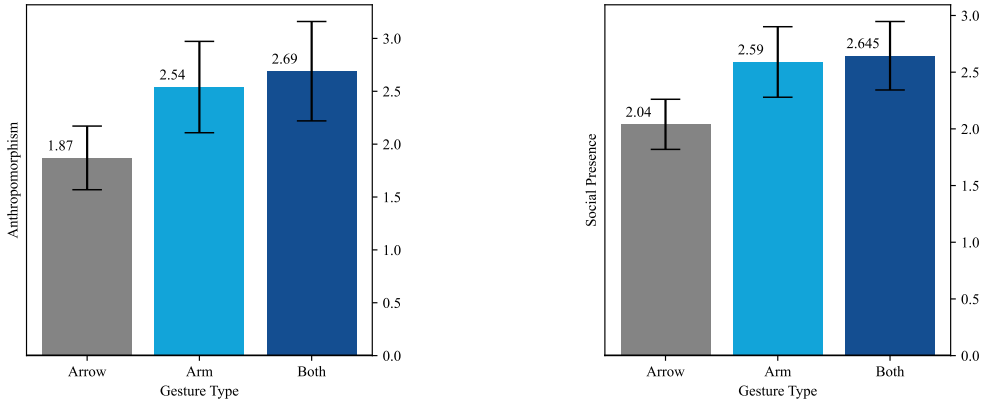 Anthropomorphism
1.87
2.54
2.69
3.0
2.5
2.0
1.5
1.0
0.5
0.0
Arrow
Arm
Both
Gesture Type
Social Presence
2.04
2.59
2.645
3.0
2.5
2.0
1.5
1.0
0.5
0.0
Arrow
Arm
Both
Gesture Type